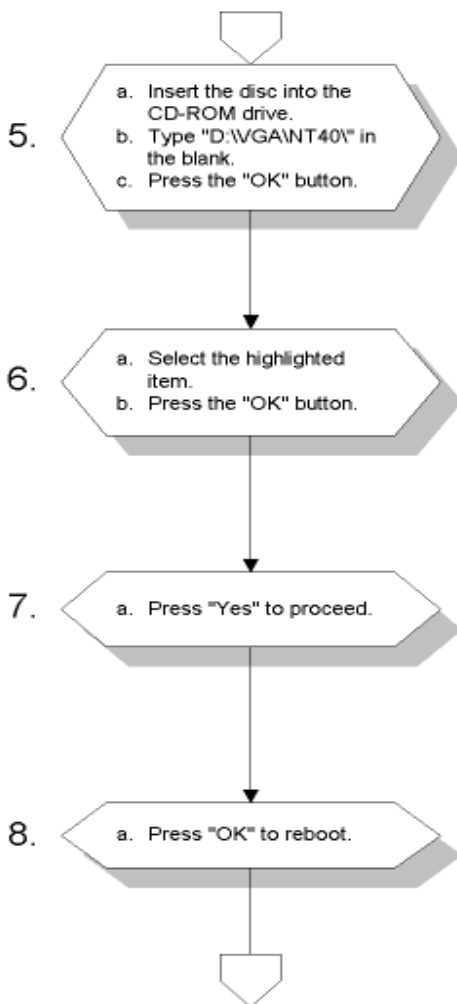 5.
a. Insert the disc into the
CD-ROM drive.
b. Type "D:\VGA\NT40\" in
the blank.
c. Press the "OK" button.
6.
a. Select the highlighted
item.
b. Press the "OK" button.
7.
a. Press "Yes" to proceed.
8.
a. Press "OK" to reboot.